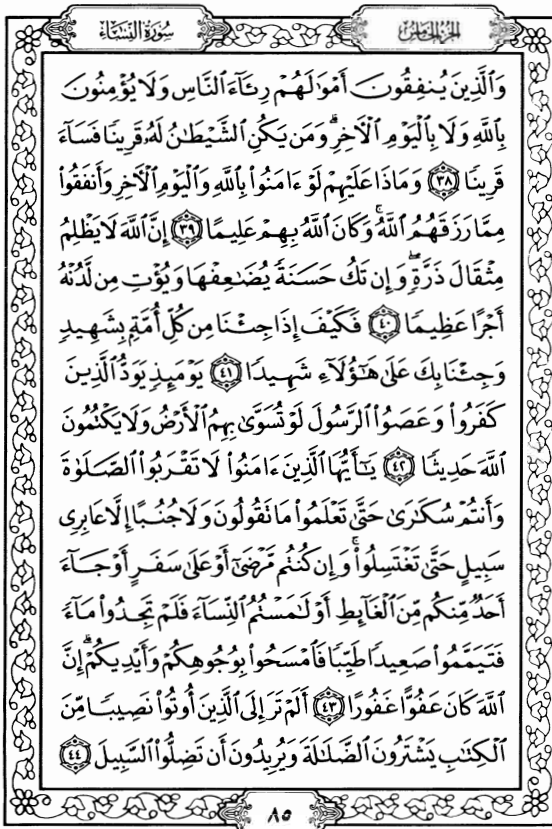 سُورَةُ النِّسَاءِ
الجُزْءُ الخَامِسُ
وَٱلَّذِينَ يُنفِقُونَ أَمْوَٰلَهُمْ رِئَآءَ ٱلنَّاسِ وَلَا يُؤْمِنُونَ
بِٱللَّهِ وَلَا بِٱلْيَوْمِ ٱلْأَخِرِۗ وَمَن يَكُنِ ٱلشَّيْطَٰنُ لَهُۥ قَرِينًا فَسَآءَ
قَرِينًا ٣٨ وَمَاذَا عَلَيْهِمْ لَوْ ءَامَنُوا۟ بِٱللَّهِ وَٱلْيَوْمِ ٱلْأَخِرِ وَأَنفَقُوا۟
مِمَّا رَزَقَهُمُ ٱللَّهُۚ وَكَانَ ٱللَّهُ بِهِمْ عَلِيمًا ٣٩ إِنَّ ٱللَّهَ لَا يَظْلِمُ
مِثْقَالَ ذَرَّةٍۖ وَإِن تَكُ حَسَنَةً يُضَٰعِفْهَا وَيُؤْتِ مِن لَّدُنْهُ
أَجْرًا عَظِيمًا ٤٠ فَكَيْفَ إِذَا جِئْنَا مِن كُلِّ أُمَّةٍۭ بِشَهِيدٍ
وَجِئْنَا بِكَ عَلَىٰ هَٰٓؤُلَآءِ شَهِيدًا ٤١ يَوْمَئِذٍ يَوَدُّ ٱلَّذِينَ
كَفَرُوا۟ وَعَصَوُا۟ ٱلرَّسُولَ لَوْ تُسَوَّىٰ بِهِمُ ٱلْأَرْضُ وَلَا يَكْتُمُونَ
ٱللَّهَ حَدِيثًا ٤٢ يَٰٓأَيُّهَا ٱلَّذِينَ ءَامَنُوا۟ لَا تَقْرَبُوا۟ ٱلصَّلَوٰةَ
وَأَنتُمْ سُكَٰرَىٰ حَتَّىٰ تَعْلَمُوا۟ مَا تَقُولُونَ وَلَا جُنُبًا إِلَّا عَابِرِى
سَبِيلٍ حَتَّىٰ تَغْتَسِلُوا۟ۚ وَإِن كُنتُم مَّرْضَىٰٓ أَوْ عَلَىٰ سَفَرٍ أَوْ جَآءَ
أَحَدٌ مِّنكُم مِّنَ ٱلْغَآئِطِ أَوْ لَٰمَسْتُمُ ٱلنِّسَآءَ فَلَمْ تَجِدُوا۟ مَآءً
فَتَيَمَّمُوا۟ صَعِيدًا طَيِّبًا فَٱمْسَحُوا۟ بِوُجُوهِكُمْ وَأَيْدِيكُمْۗ إِنَّ
ٱللَّهَ كَانَ عَفُوًّا غَفُورًا ٤٣ أَلَمْ تَرَ إِلَى ٱلَّذِينَ أُوتُوا۟ نَصِيبًا مِّنَ
ٱلْكِتَٰبِ يَشْتَرُونَ ٱلضَّلَٰلَةَ وَيُرِيدُونَ أَن تَضِلُّوا۟ ٱلسَّبِيلَ ٤٤
٨٥